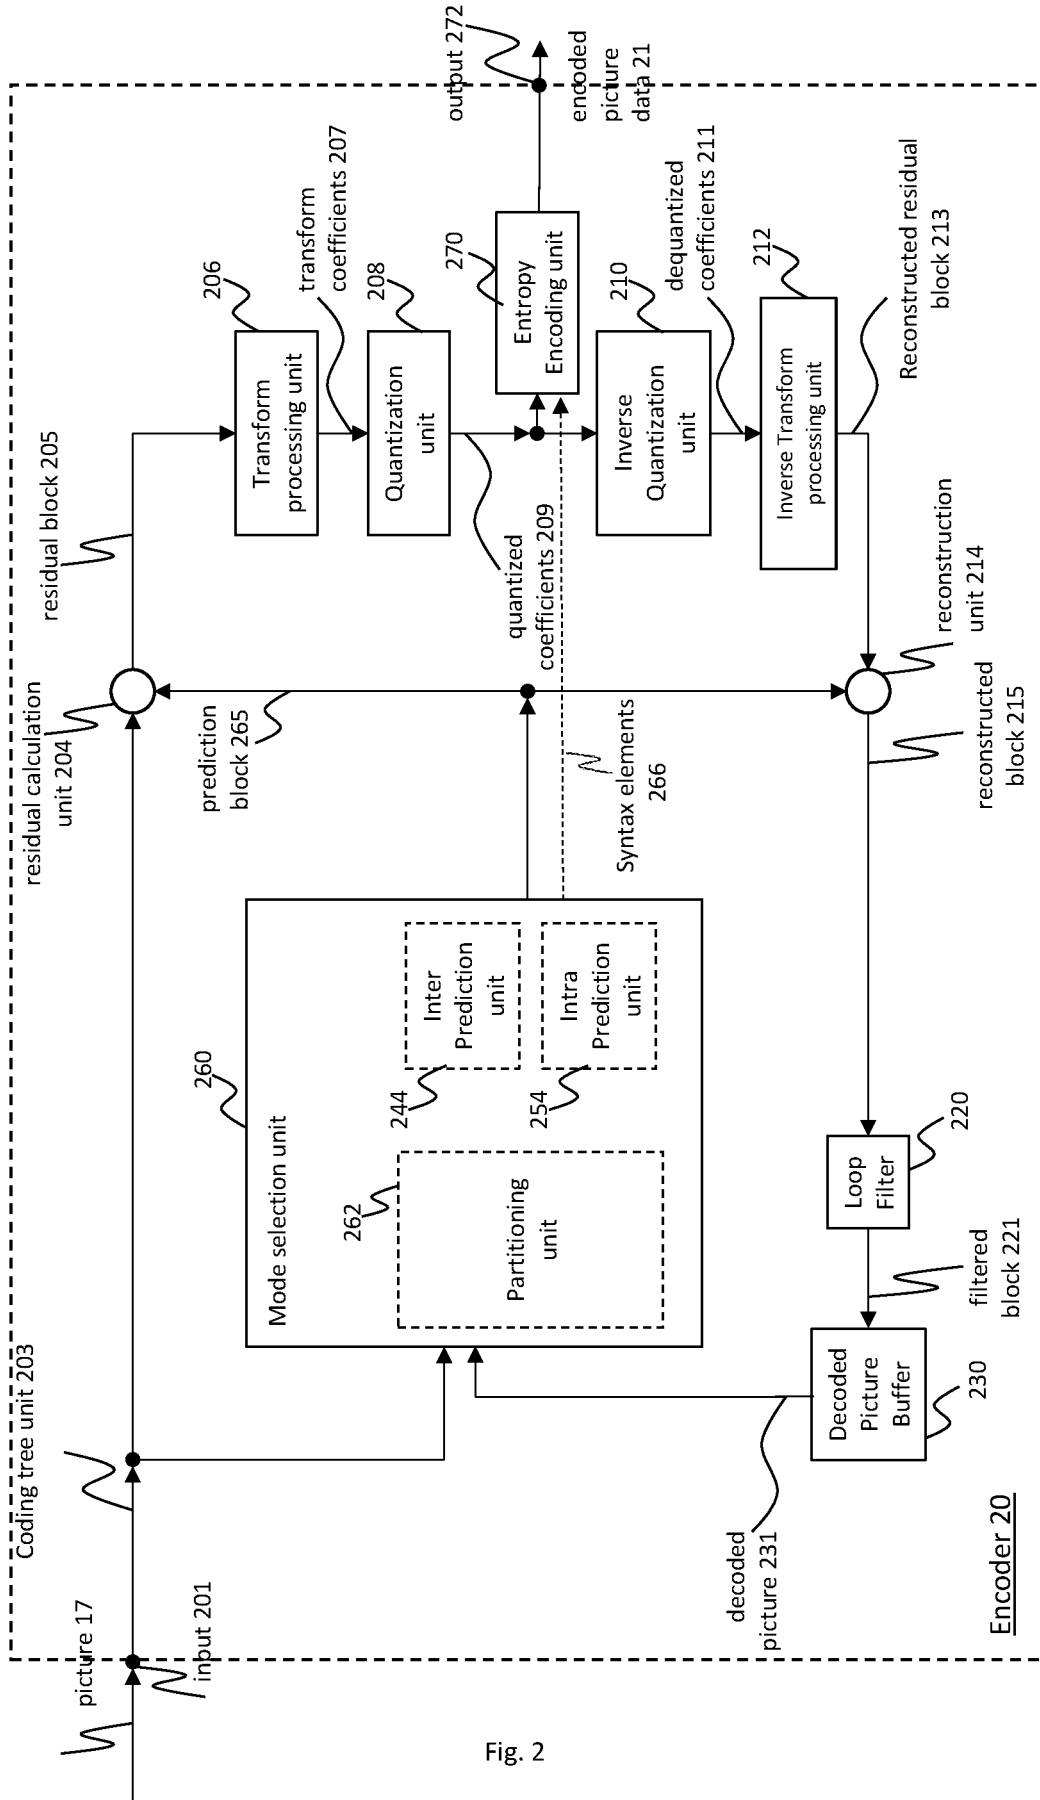 picture 17
input 201
Coding tree unit 203
residual calculation
unit 204
residual block 205
206
Transform
processing unit
transform
coefficients 207
208
Quantization
unit
quantized
coefficients 209
270
Entropy
Encoding unit
output 272
encoded
picture
data 21
210
Inverse
Quantization
unit
dequantized
coefficients 211
212
Inverse Transform
processing unit
Reconstructed residual
block 213
reconstruction
unit 214
reconstructed
block 215
prediction
block 265
Syntax elements
266
260
Mode selection unit
262
Partitioning
unit
244
Inter
Prediction
unit
254
Intra
Prediction
unit
220
Loop
Filter
filtered
block 221
Decoded
Picture
Buffer
230
decoded
picture 231
Encoder 20
Fig. 2